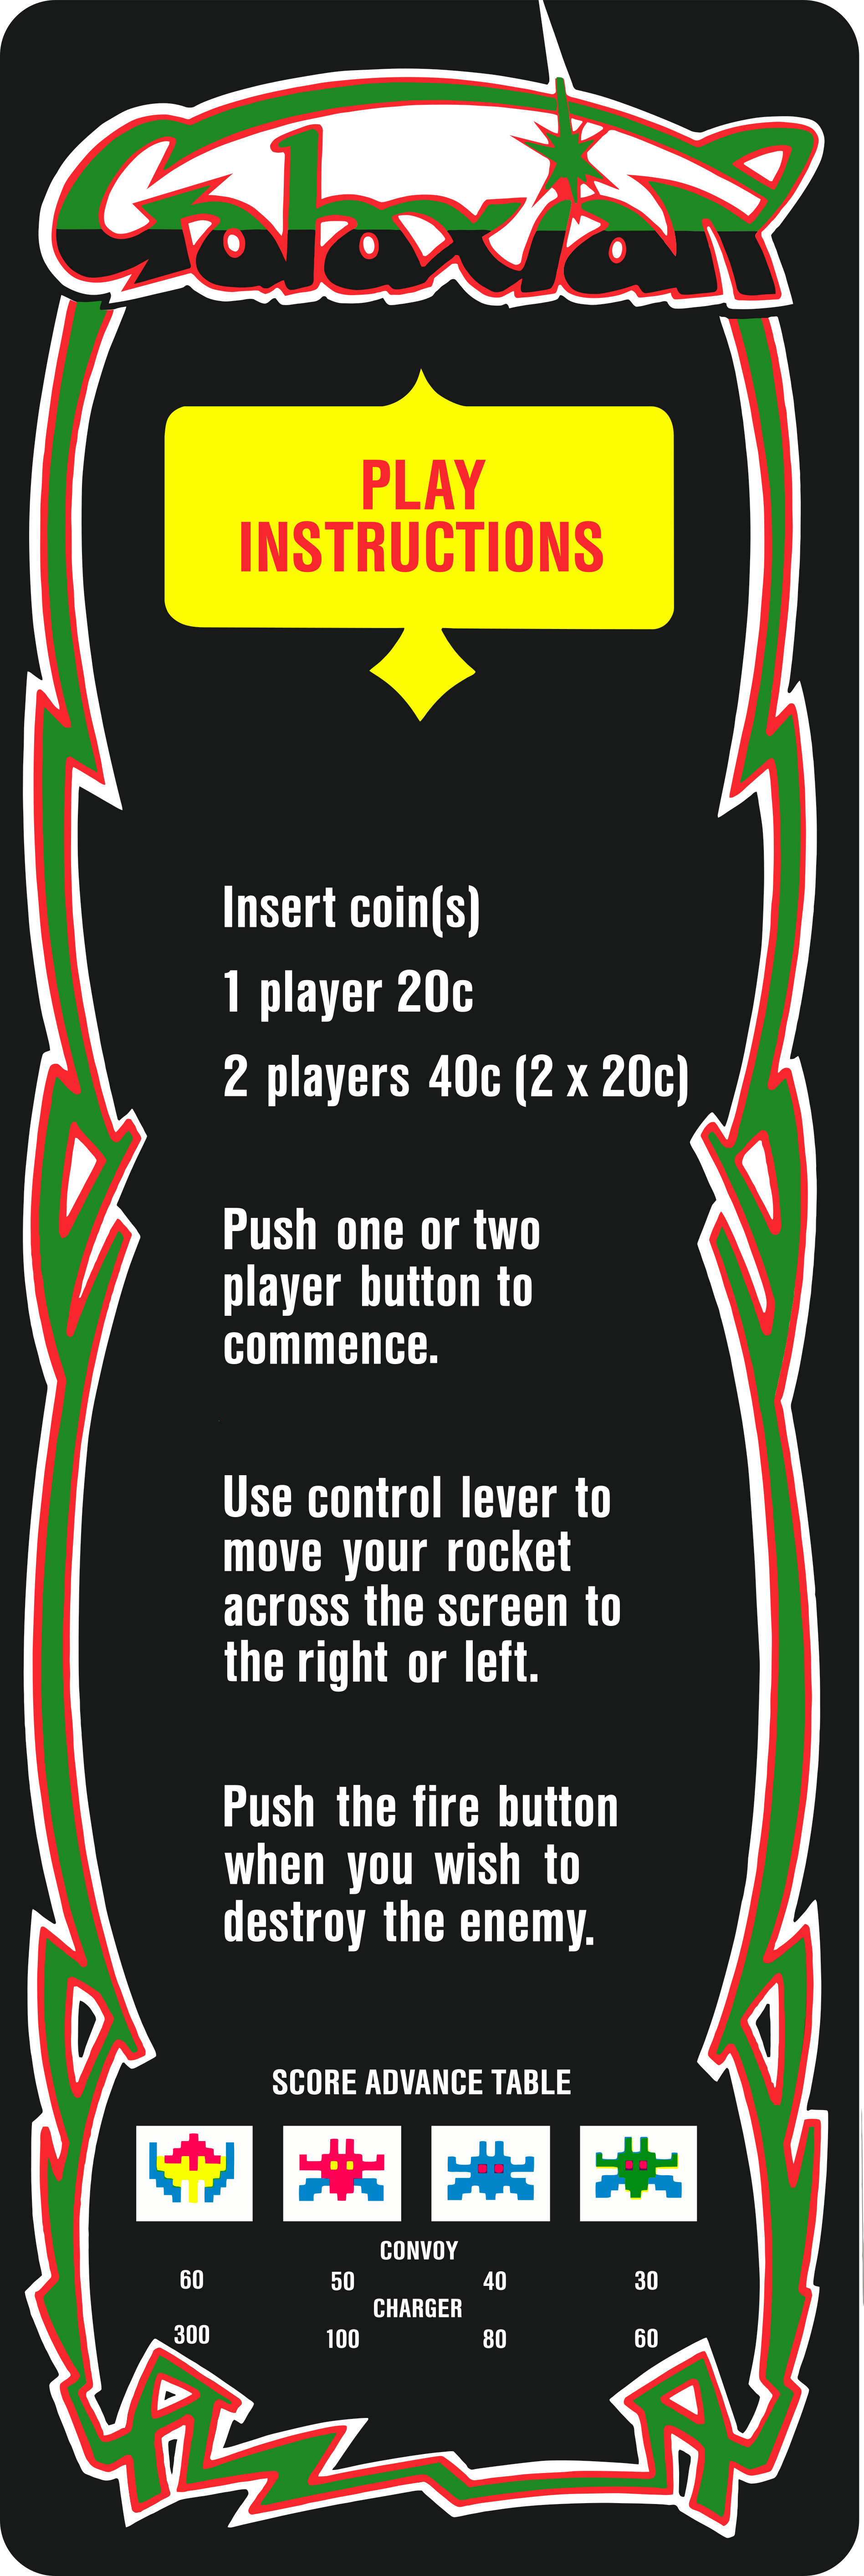 Galaxian
PLAY
INSTRUCTIONS
Insert coin(s)
1 player 20c
2 players 40c (2 x 20c)
Push one or two
player button to
commence.
Use control lever to
move your rocket
across the screen to
the right or left.
Push the fire button
when you wish to
destroy the enemy.
SCORE ADVANCE TABLE
CONVOY
60 50 40 30
CHARGER
300 100 80 60